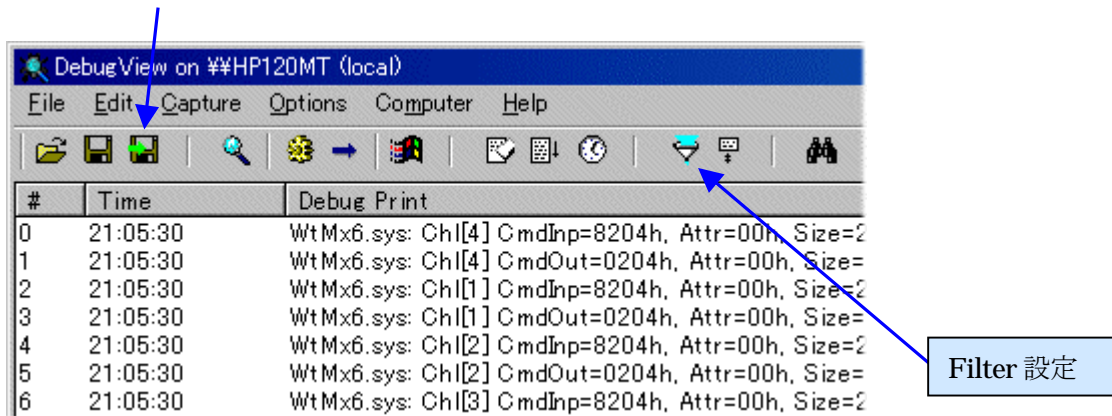 DebugView on ¥¥HP120MT (local)
File Edit Capture Options Computer Help
# Time Debug Print
0 21:05:30 WtMx6.sys: Chl[4] CmdInp=8204h, Attr=00h, Size=2
1 21:05:30 WtMx6.sys: Chl[4] CmdOut=0204h, Attr=00h, Size=
2 21:05:30 WtMx6.sys: Chl[1] CmdInp=8204h, Attr=00h, Size=2
3 21:05:30 WtMx6.sys: Chl[1] CmdOut=0204h, Attr=00h, Size=
4 21:05:30 WtMx6.sys: Chl[2] CmdInp=8204h, Attr=00h, Size=2
5 21:05:30 WtMx6.sys: Chl[2] CmdOut=0204h, Attr=00h, Size=
6 21:05:30 WtMx6.sys: Chl[3] CmdInp=8204h, Attr=00h, Size=2
Filter 設定